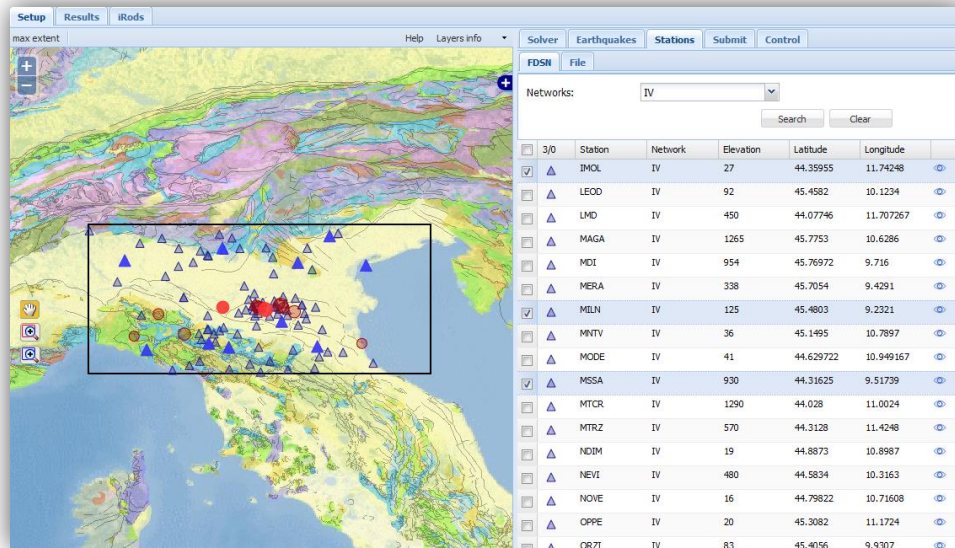 Setup Results iRods
max extent Help Layers info
Solver Earthquakes Stations Submit Control
FDSN File
Networks: IV
Search Clear
3/0 Station Network Elevation Latitude Longitude
IMOL IV 27 44.35955 11.74248
LEOD IV 92 45.4582 10.1234
LMD IV 450 44.07746 11.707267
MAGA IV 1265 45.7753 10.6286
MDI IV 954 45.76972 9.716
MERA IV 338 45.7054 9.4291
MILN IV 125 45.4803 9.2321
MNTV IV 36 45.1495 10.7897
MODE IV 41 44.629722 10.949167
MSSA IV 930 44.31625 9.51739
MTCR IV 1290 44.028 11.0024
MTRZ IV 570 44.3128 11.4248
NDIM IV 19 44.8873 10.8987
NEVI IV 480 44.5834 10.3163
NOVE IV 16 44.79822 10.71608
OPPE IV 20 45.3082 11.1724
ORZI IV 83 45.4056 9.9307